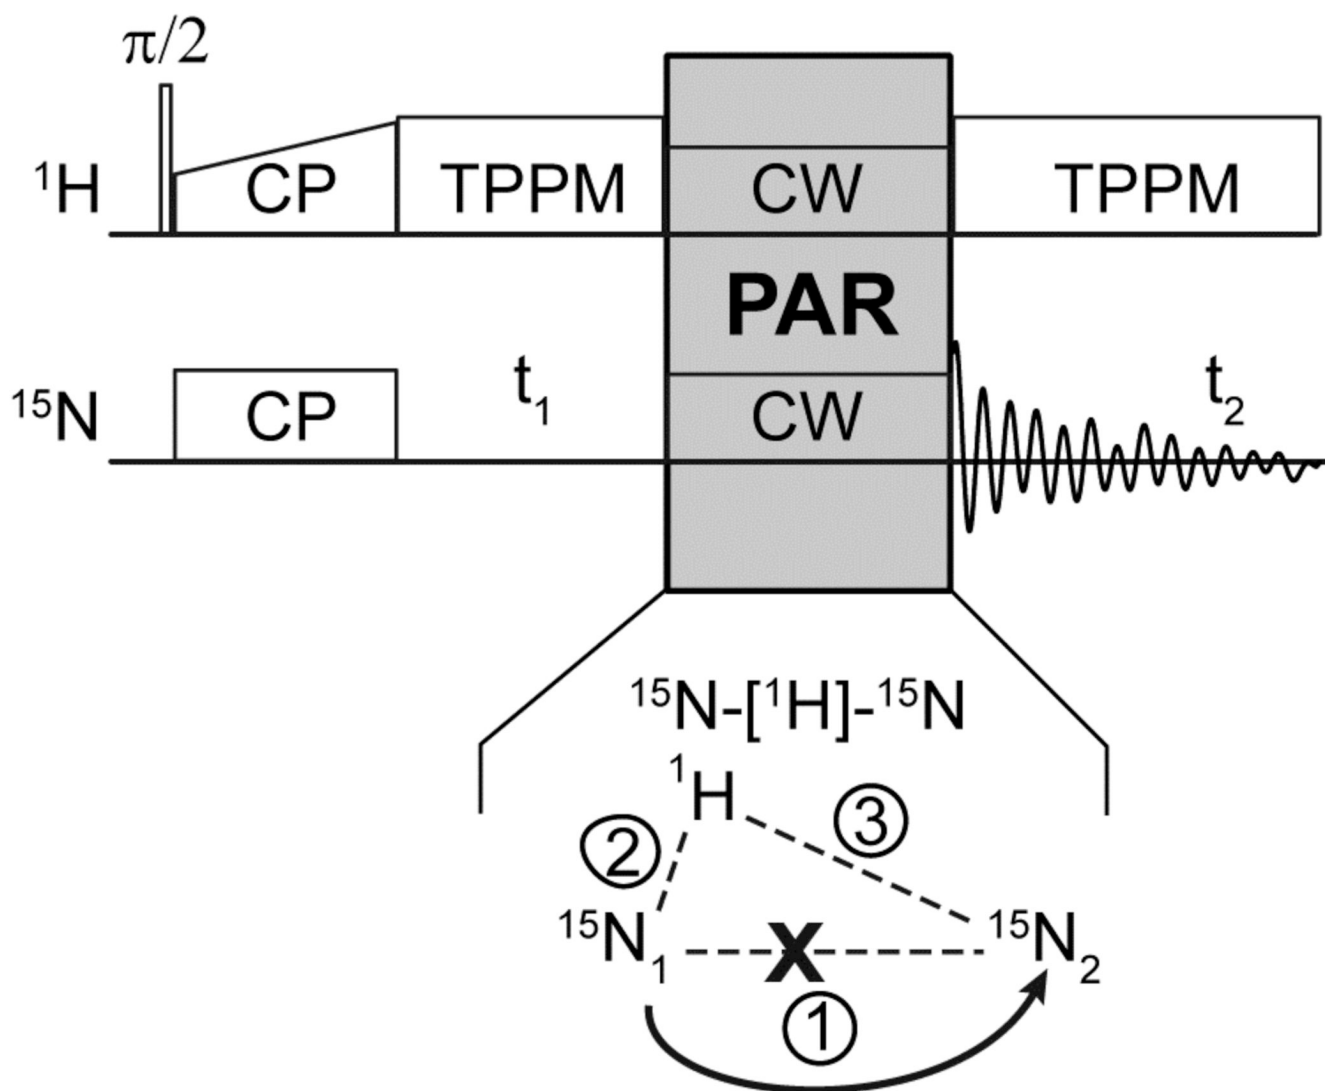 π/2
¹H CP TPPM CW TPPM
PAR
¹⁵N CP t₁ CW t₂
¹⁵N-[¹H]-¹⁵N
¹H ③
②
¹⁵N₁ X ¹⁵N₂
①